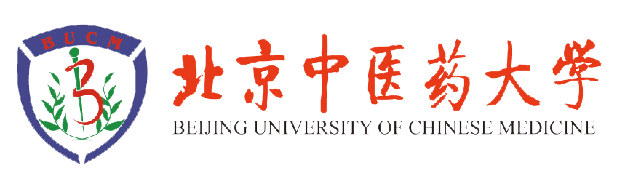 BUCM
北京中医药大学
BEIJING UNIVERSITY OF CHINESE MEDICINE